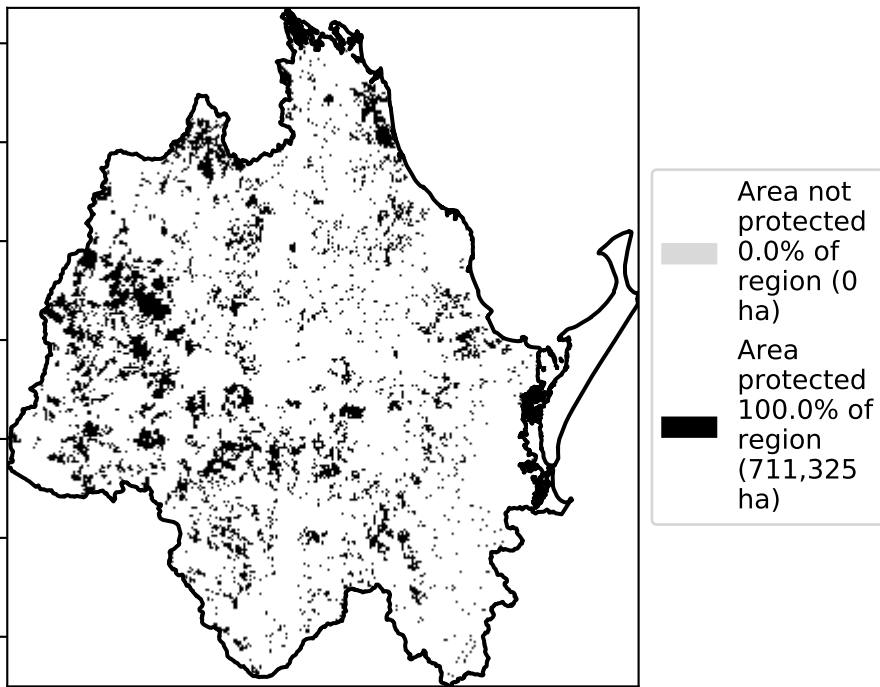 Area not
protected
0.0% of
region (0
ha)
Area
protected
100.0% of
region
(711,325
ha)